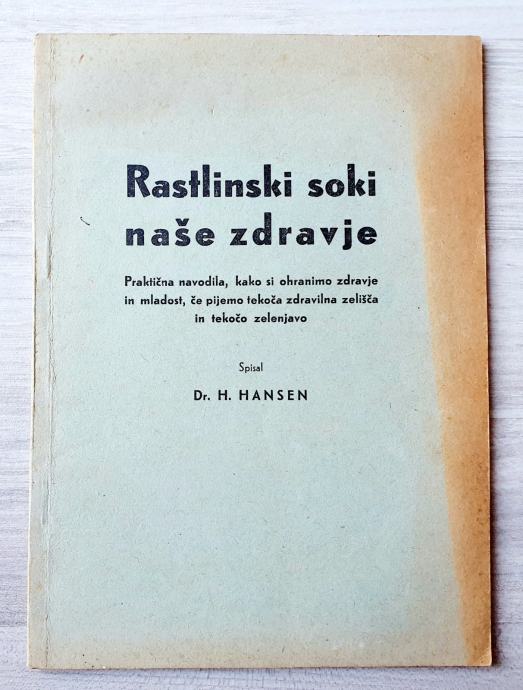 Rastlinski soki
naše zdravje
Praktična navodila, kako si ohranimo zdravje
in mladost, če pijemo tekoča zdravilna zelišča
in tekočo zelenjavo
Spisal
Dr. H. HANSEN